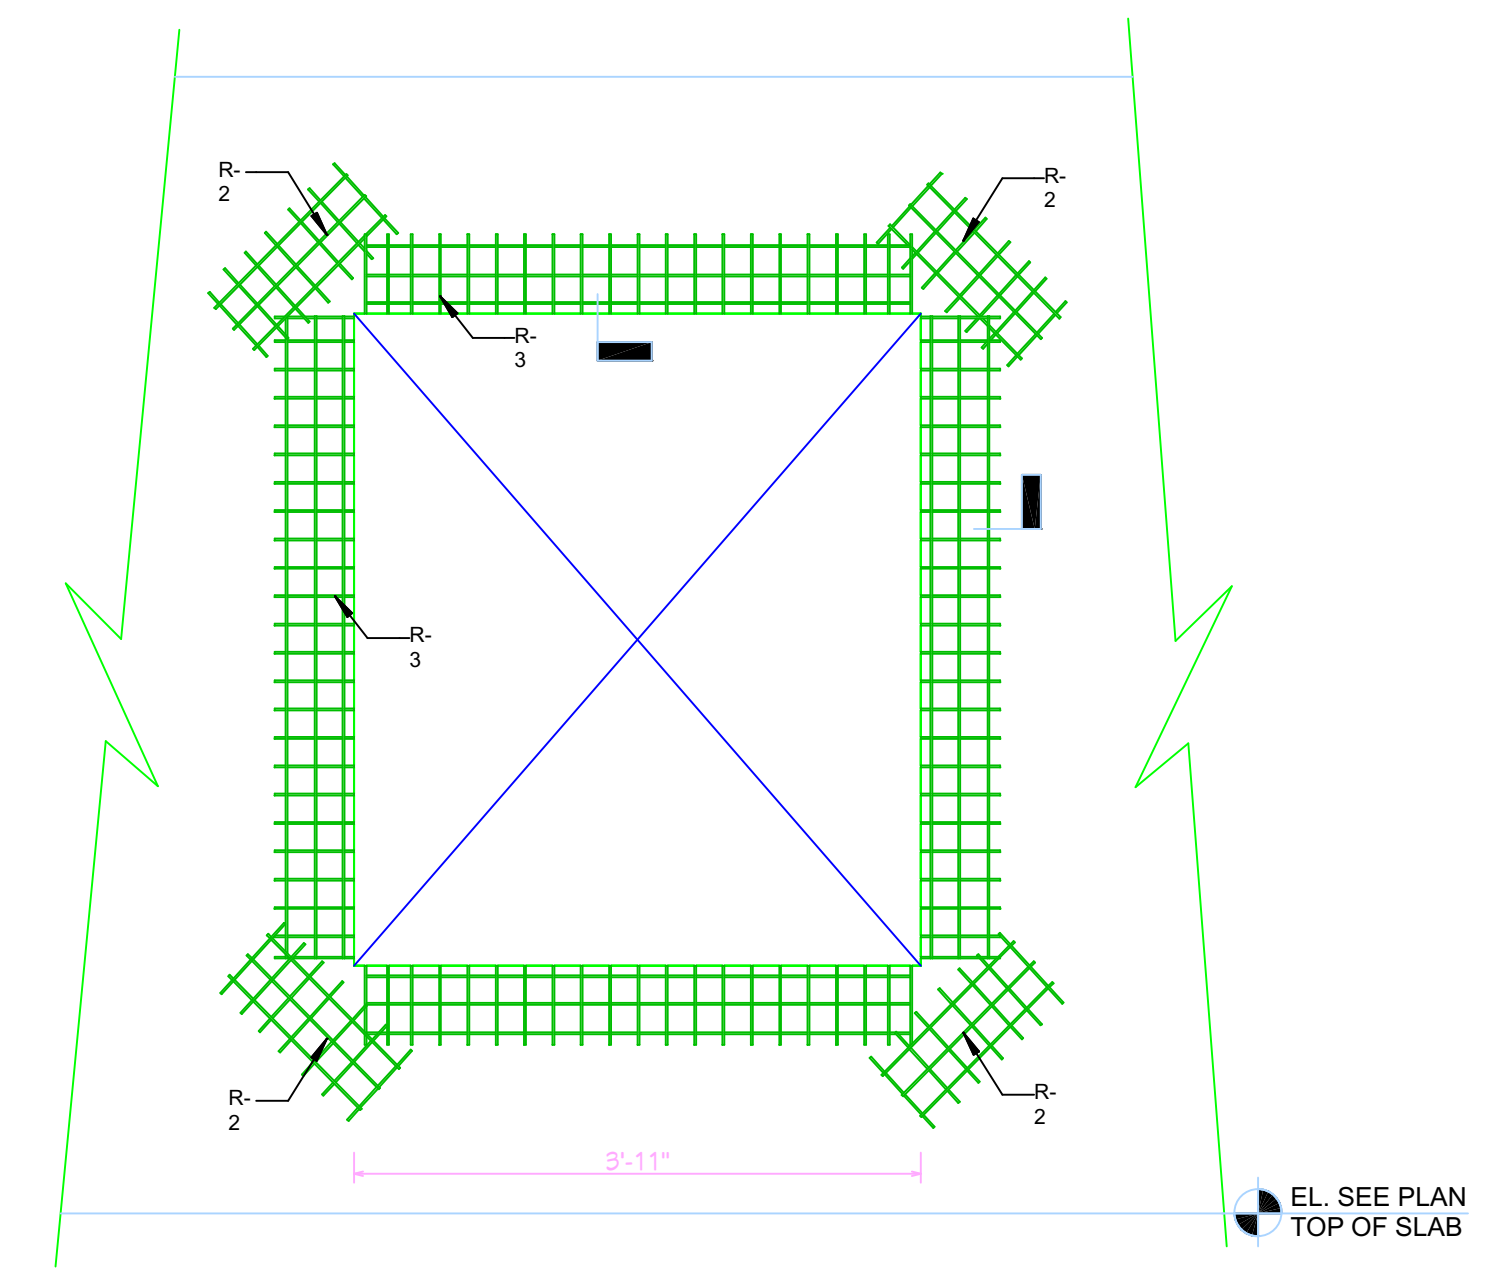 R-
2
R-
2
R-
3
R-
3
R-
2
R-
2
3'-11"
EL. SEE PLAN
TOP OF SLAB